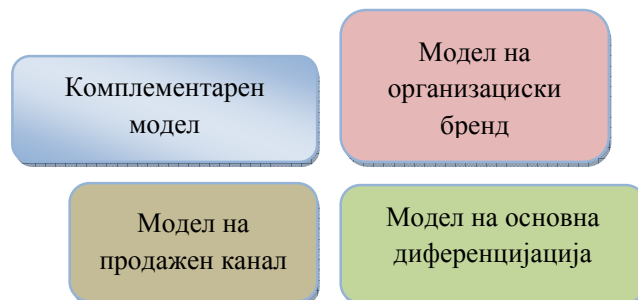 Комплементарен
модел
Модел на
организациски
бренд
Модел на
продажен канал
Модел на основна
диференцијација